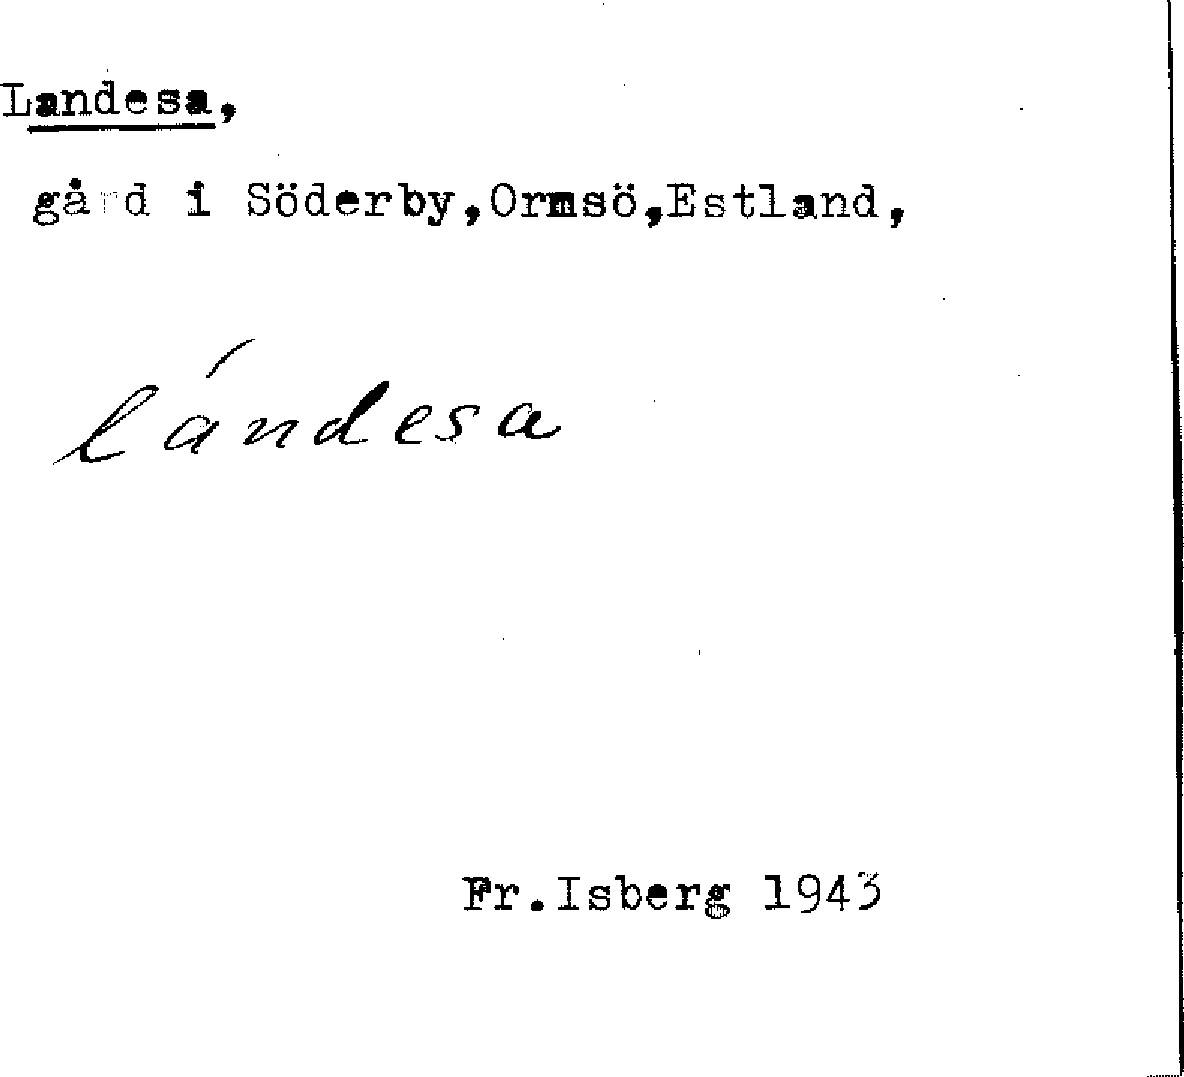 Landesa,
gård i Söderby,Ormsö,Estland,
lándesa
Fr.Isberg 1943